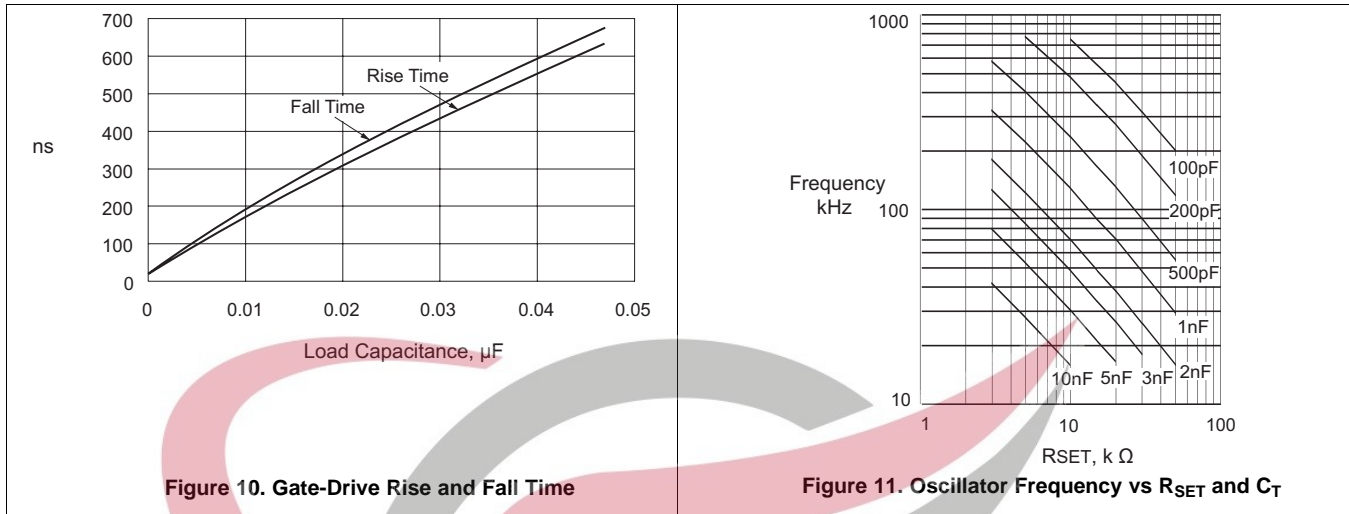 700
600
500
400
300
200
100
0
ns
Rise Time
Fall Time
0 0.01 0.02 0.03 0.04 0.05
Load Capacitance, µF
Figure 10. Gate-Drive Rise and Fall Time
1000
100
10
Frequency
kHz
100pF
200pF
500pF
1nF
10nF 5nF 3nF 2nF
1 10 100
RSET, k Ω
Figure 11. Oscillator Frequency vs RSET and CT